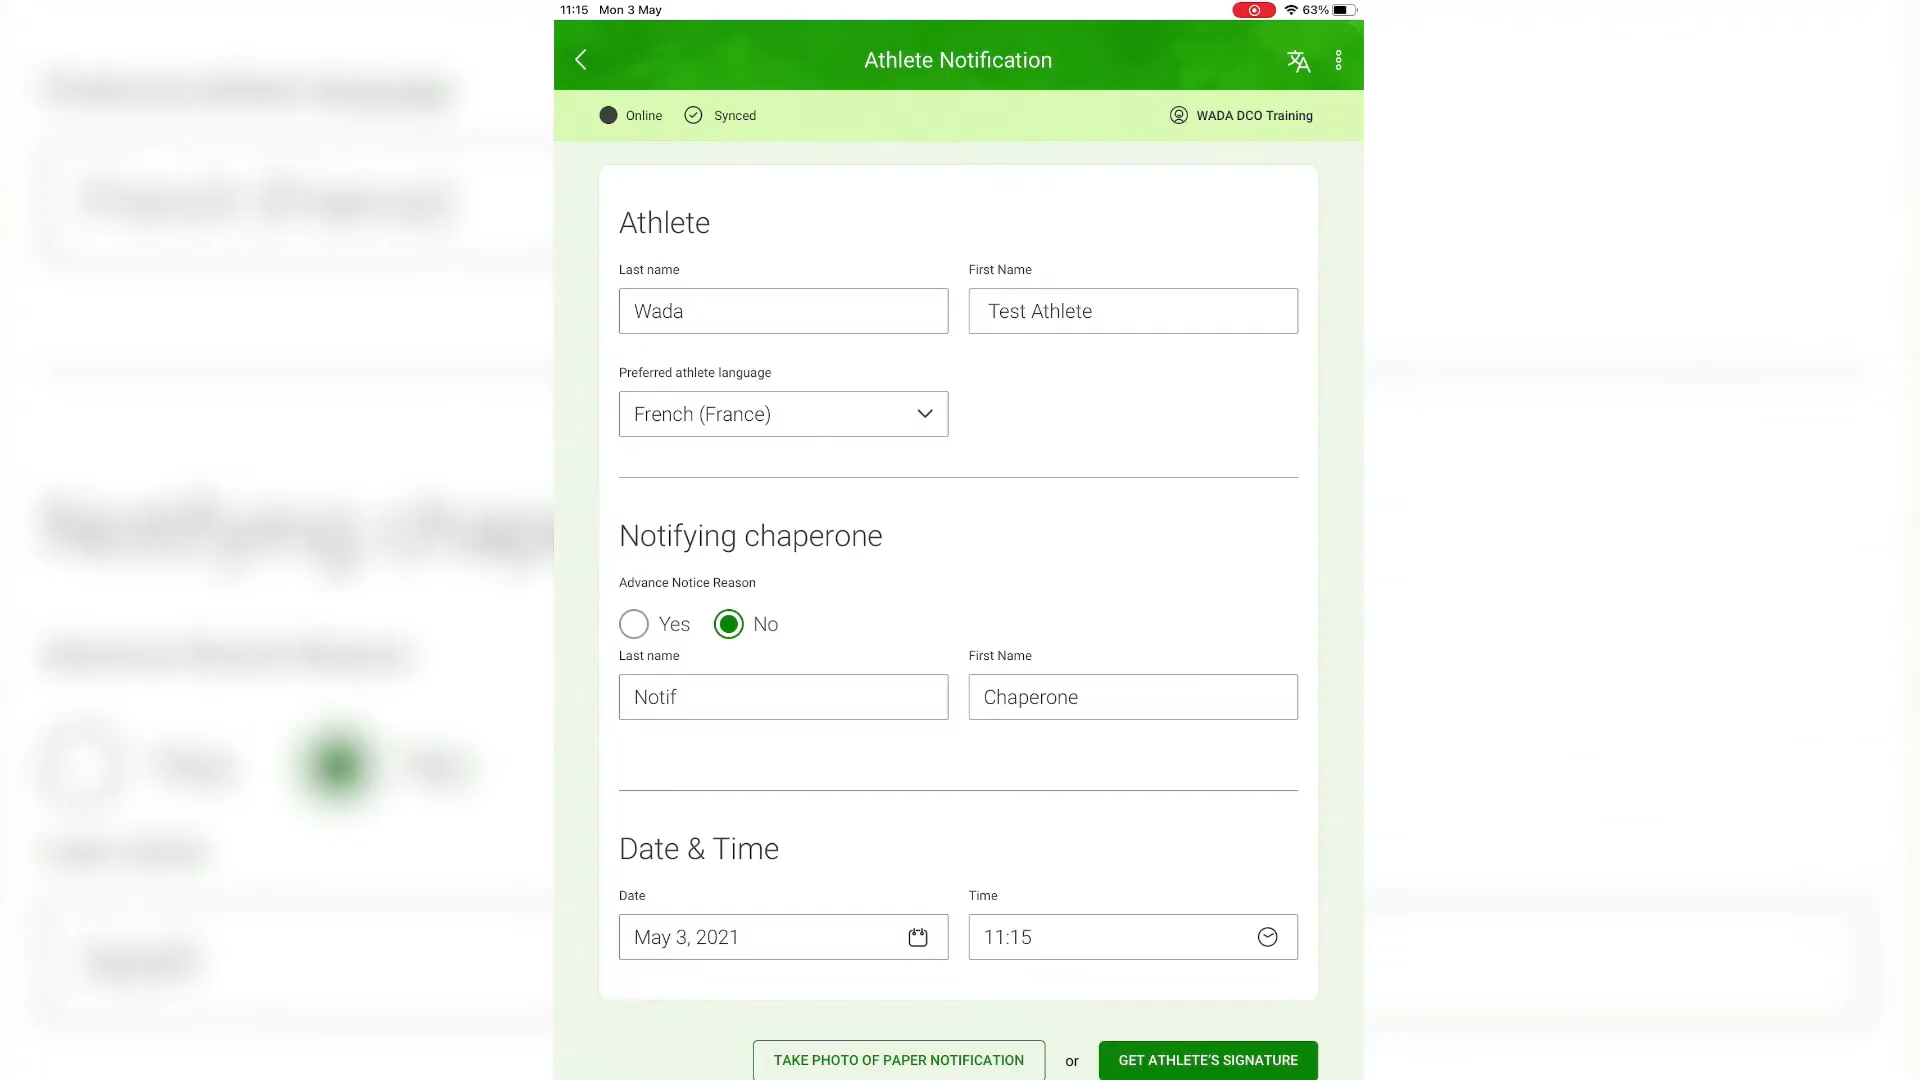 11:15 Mon 3 May 63%
Athlete Notification
Online Synced WADA DCO Training
Athlete
Last name First Name
Wada Test Athlete
Preferred athlete language
French (France)
Notifying chaperone
Advance Notice Reason
Yes No
Last name First Name
Notif Chaperone
Date & Time
Date Time
May 3, 2021 11:15
TAKE PHOTO OF PAPER NOTIFICATION or GET ATHLETE'S SIGNATURE